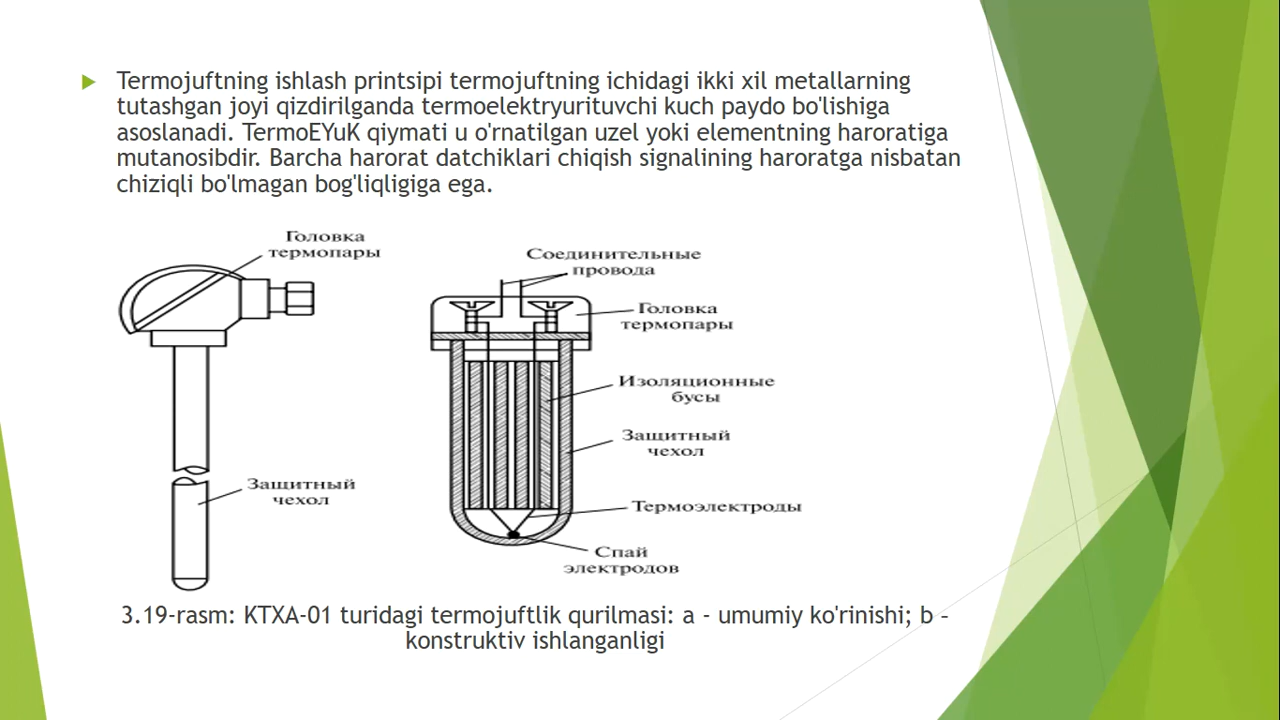 Termojuftning ishlash printsipi termojuftning ichidagi ikki xil metallarning
tutashgan joyi qizdirilganda termoelektryurituvchi kuch paydo bo'lishiga
asoslanadi. TermoEYuK qiymati u o'rnatilgan uzel yoki elementning haroratiga
mutanosibdir. Barcha harorat datchiklari chiqish signalining haroratga nisbatan
chiziqli bo'lmagan bog'liqligiga ega.
Головка
термопары
Защитный
чехол
Соединительные
провода
Головка
термопары
Изоляционные
бусы
Защитный
чехол
Термоэлектроды
Спай
электродов
3.19-rasm: KTXA-01 turidagi termojuftlik qurilmasi: a - umumiy ko'rinishi; b –
konstruktiv ishlanganligi